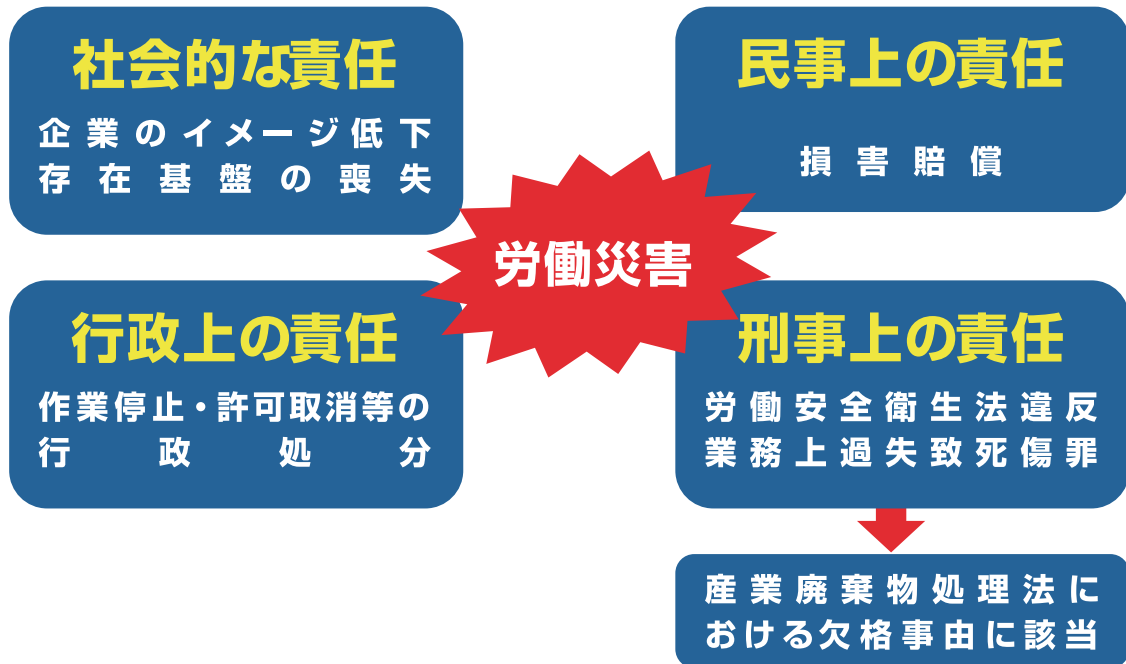 社会的な責任
企業のイメージ低下
存在基盤の喪失
民事上の責任
損害賠償
労働災害
行政上の責任
作業停止・許可取消等の
行政処分
刑事上の責任
労働安全衛生法違反
業務上過失致死傷罪
産業廃棄物処理法に
おける欠格事由に該当